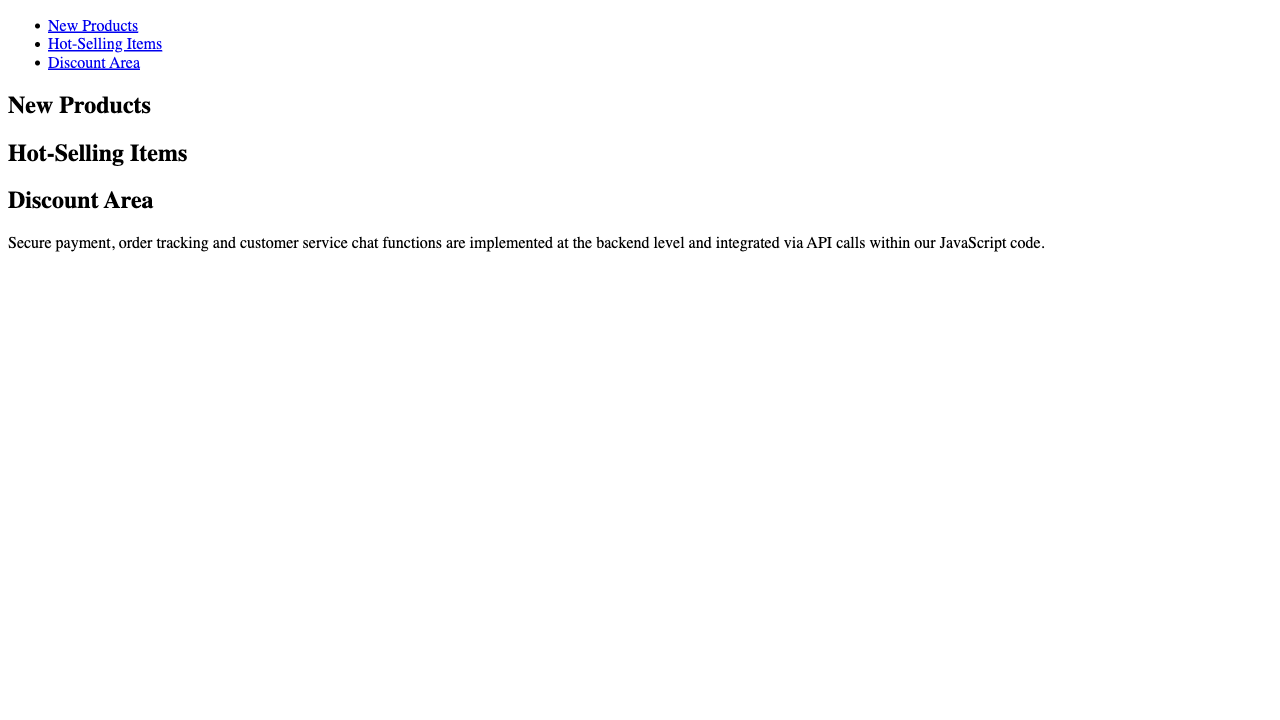 New Products
Hot-Selling Items
Discount Area
New Products
Hot-Selling Items
Discount Area
Secure payment, order tracking and customer service chat functions are implemented at the backend level and integrated via API calls within our JavaScript code.